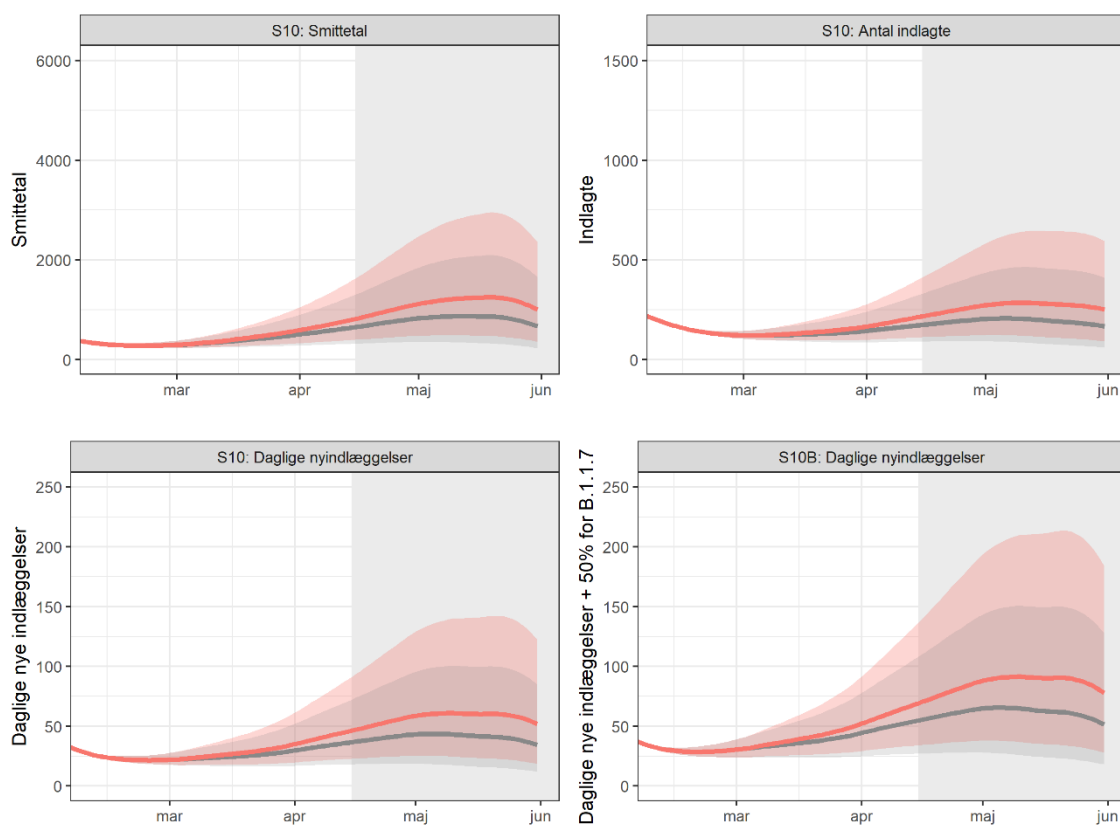 S10: Smittetal
Smittetal
6000
4000
2000
0
mar apr maj jun
S10: Antal indlagte
Indlagte
1500
1000
500
0
mar apr maj jun
S10: Daglige nyindlæggelser
Daglige nye indlæggelser
250
200
150
100
50
0
mar apr maj jun
S10B: Daglige nyindlæggelser
Daglige nye indlæggelser + 50% for B.1.1.7
250
200
150
100
50
0
mar apr maj jun